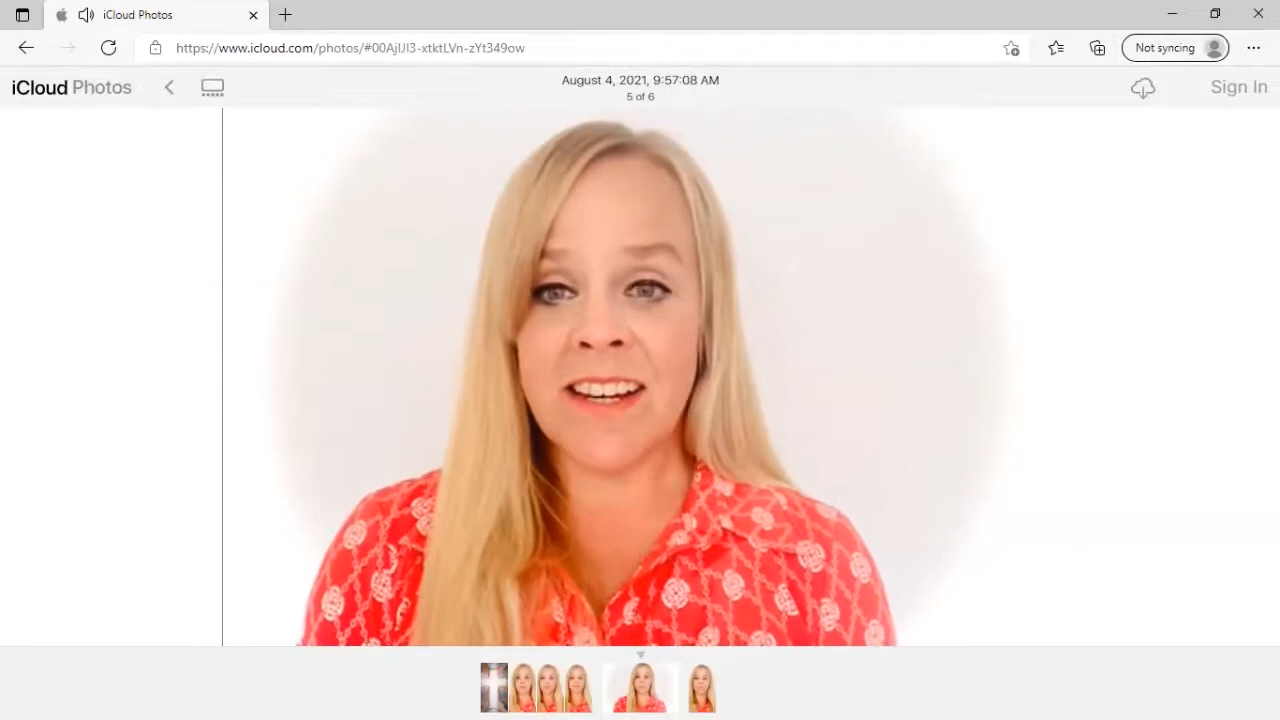 iCloud Photos
https://www.icloud.com/photos/#00AjlJl3-xtktLVn-zYt349ow
Not syncing
iCloud Photos
August 4, 2021, 9:57:08 AM
5 of 6
Sign In